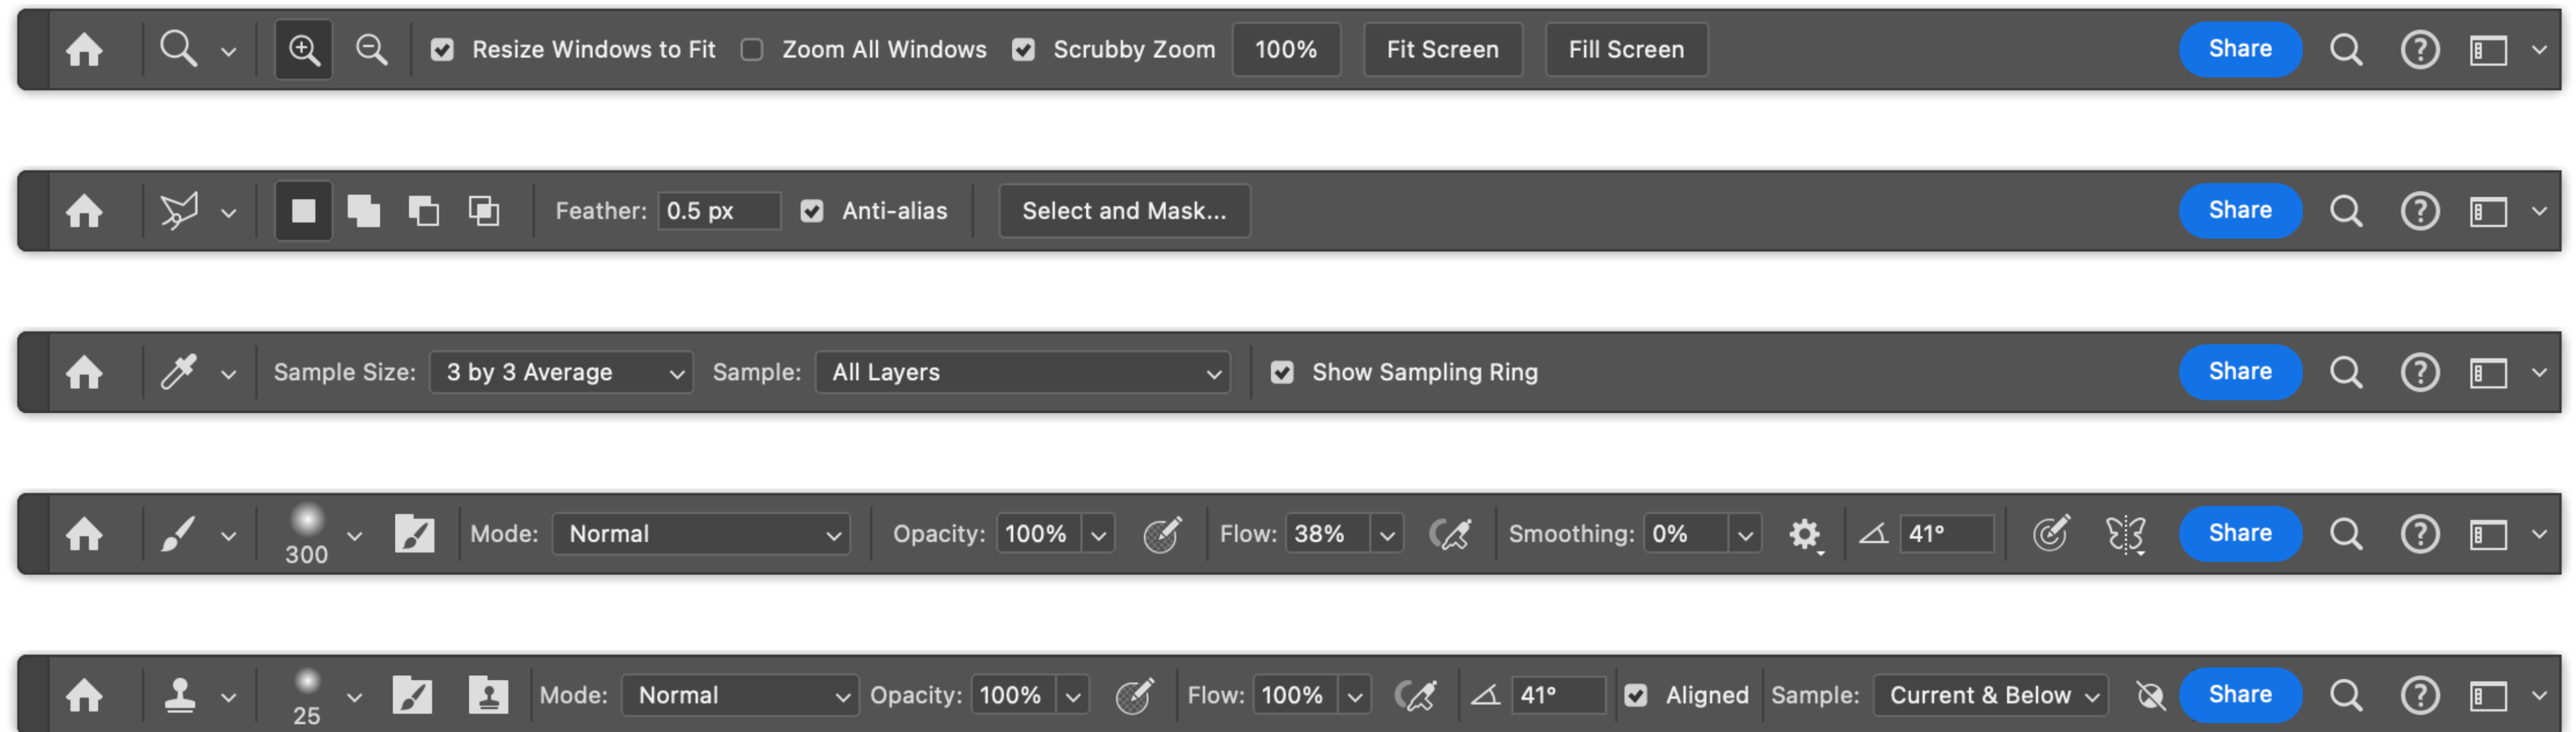 Resize Windows to Fit Zoom All Windows Scrubby Zoom 100% Fit Screen Fill Screen Share
Feather: 0.5 px Anti-alias Select and Mask... Share
Sample Size: 3 by 3 Average Sample: All Layers Show Sampling Ring Share
300 Mode: Normal Opacity: 100% Flow: 38% Smoothing: 0% 41° Share
25 Mode: Normal Opacity: 100% Flow: 100% 41° Aligned Sample: Current & Below Share